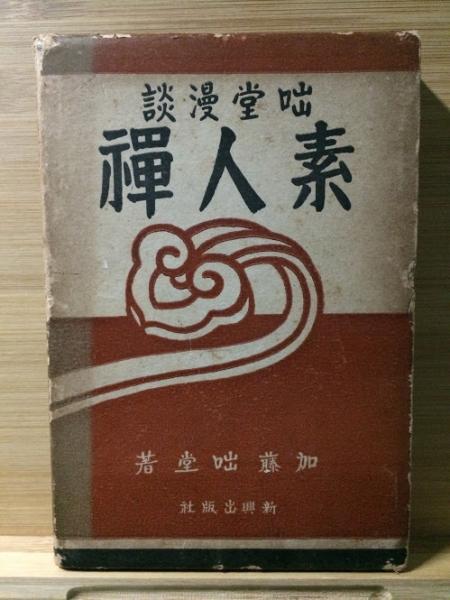 咄堂漫談
素人禪
加藤咄堂著
新興出版社